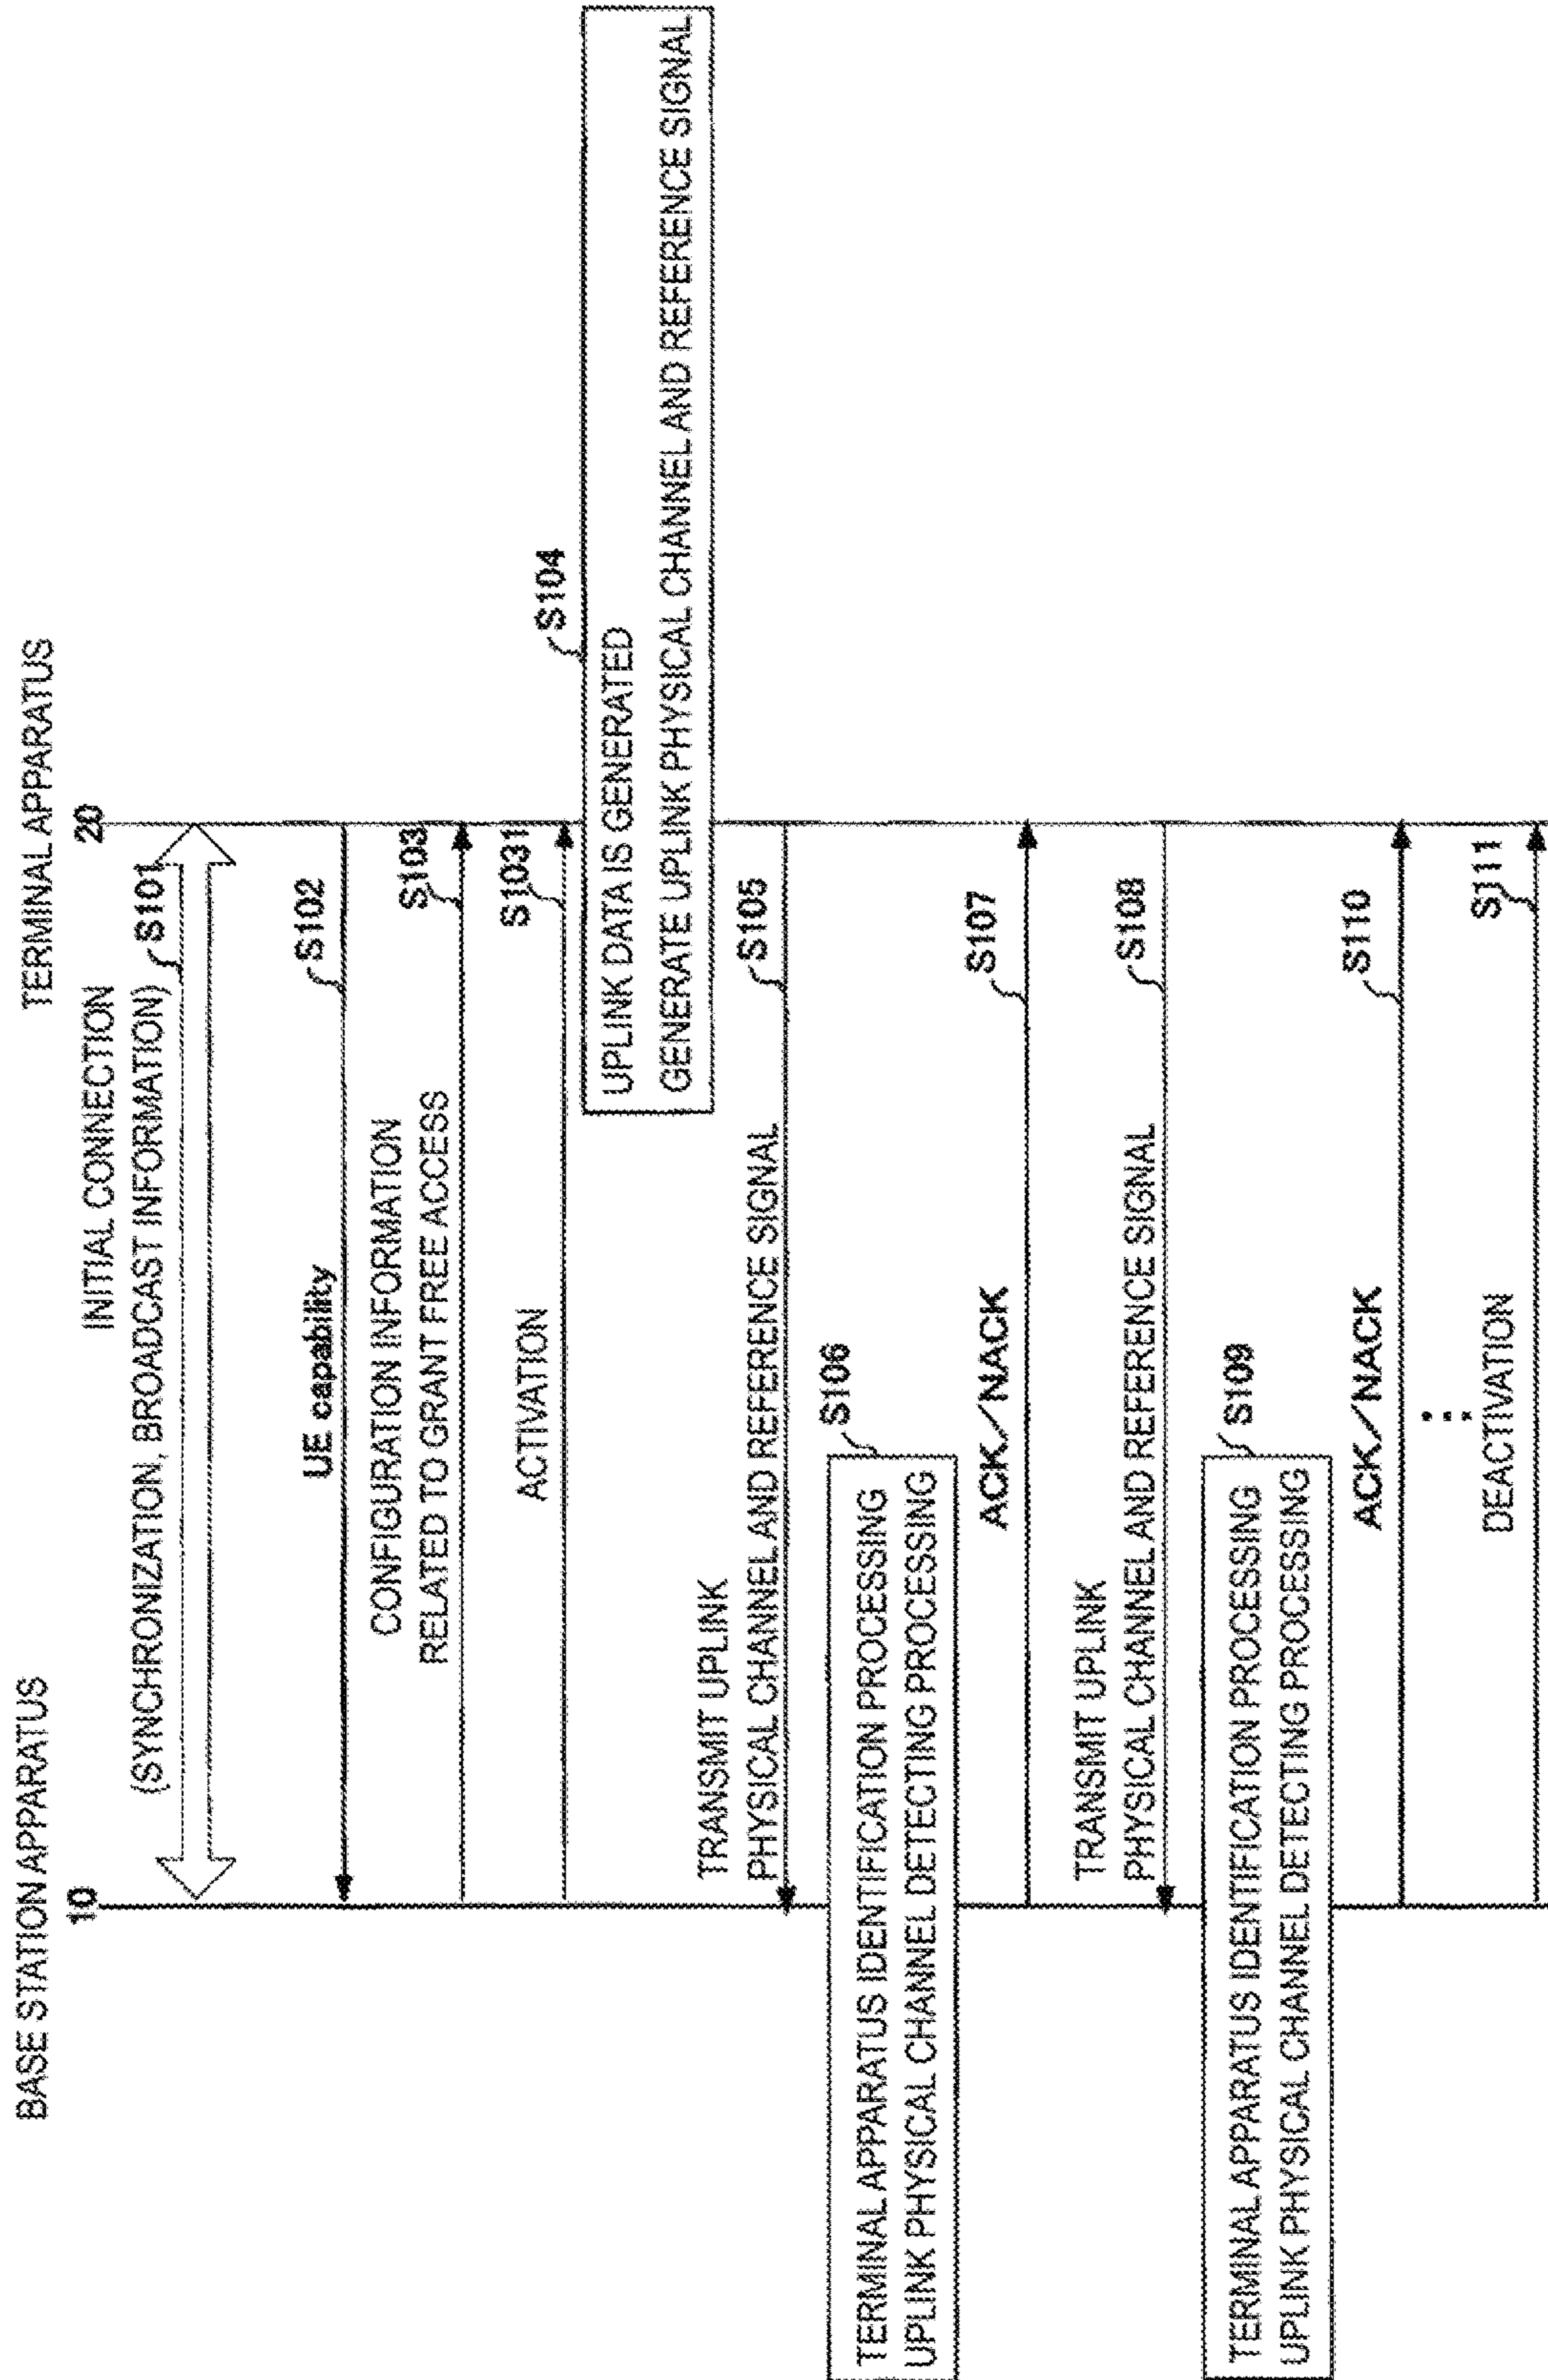 BASE STATION APPARATUS
TERMINAL APPARATUS
10
20
INITIAL CONNECTION
(SYNCHRONIZATION, BROADCAST INFORMATION)
S101
UE capability
S102
CONFIGURATION INFORMATION
RELATED TO GRANT FREE ACCESS
S103
ACTIVATION
S1031
S104
UPLINK DATA IS GENERATED
GENERATE UPLINK PHYSICAL CHANNEL AND REFERENCE SIGNAL
TRANSMIT UPLINK
PHYSICAL CHANNEL AND REFERENCE SIGNAL
S105
S106
TERMINAL APPARATUS IDENTIFICATION PROCESSING
UPLINK PHYSICAL CHANNEL DETECTING PROCESSING
ACK/NACK
S107
TRANSMIT UPLINK
PHYSICAL CHANNEL AND REFERENCE SIGNAL
S108
S109
TERMINAL APPARATUS IDENTIFICATION PROCESSING
UPLINK PHYSICAL CHANNEL DETECTING PROCESSING
ACK/NACK
S110
DEACTIVATION
S111